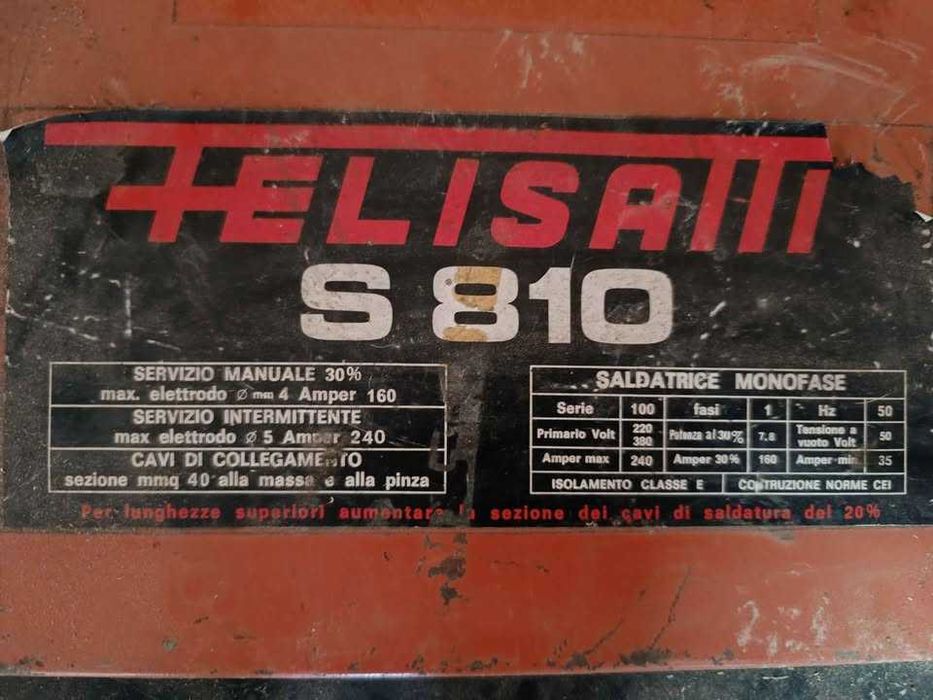 FELISATTI
S 810
SERVIZIO MANUALE 30%
max. elettrodo Ø mm 4 Amper 160
SERVIZIO INTERMITTENTE
max elettrodo Ø 5 Amper 240
CAVI DI COLLEGAMENTO
sezione mmq 40 alla massa e alla pinza
SALDATRICE MONOFASE
Serie 100 fasi 1 Hz 50
Primario Volt 220 380 Potenza al 30% 7.8 Tensione a vuoto Volt 50
Amper max 240 Amper 30% 160 Amper min. 35
ISOLAMENTO CLASSE E COSTRUZIONE NORME CEI
Per lunghezze superiori aumentare la sezione dei cavi di saldatura del 20%